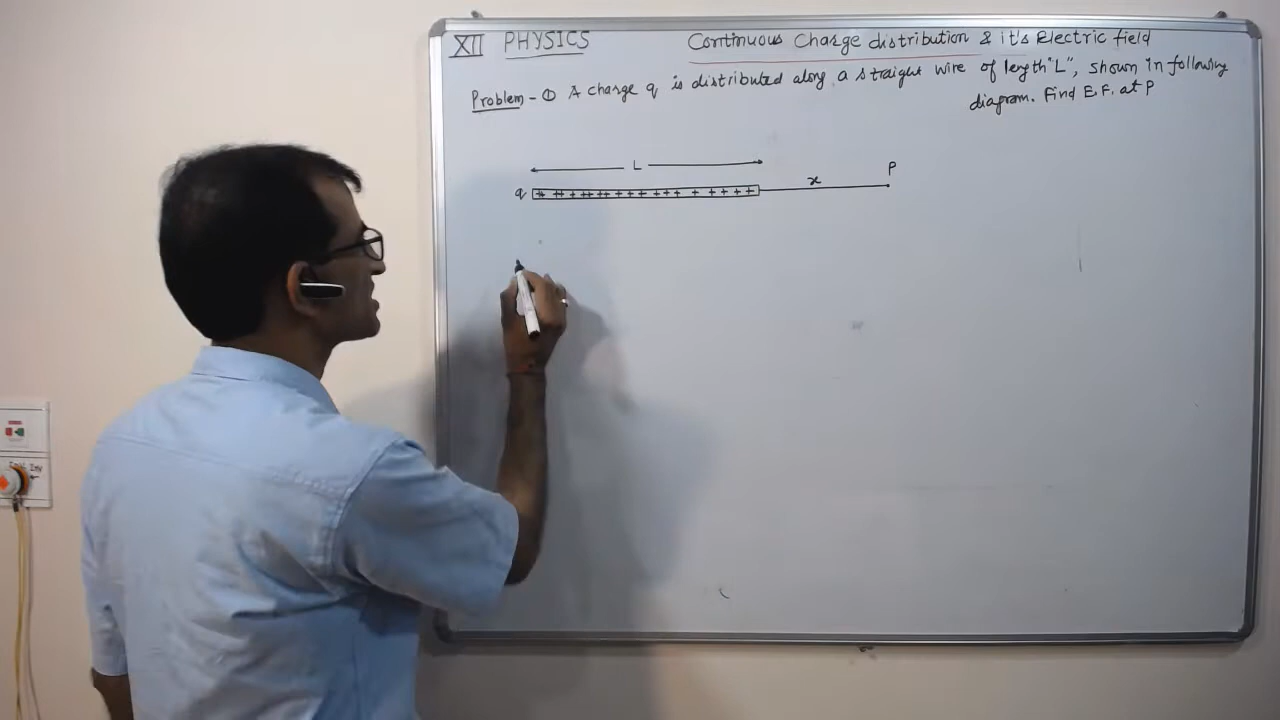 XII PHYSICS Continuous Charge distribution & it's Electric field
Problem - ① A charge q is distributed along a straight wire of length "L", shown in following
diagram. Find E.F. at P
L
P
q + + + + + + + + + + + + + + + + + + + x